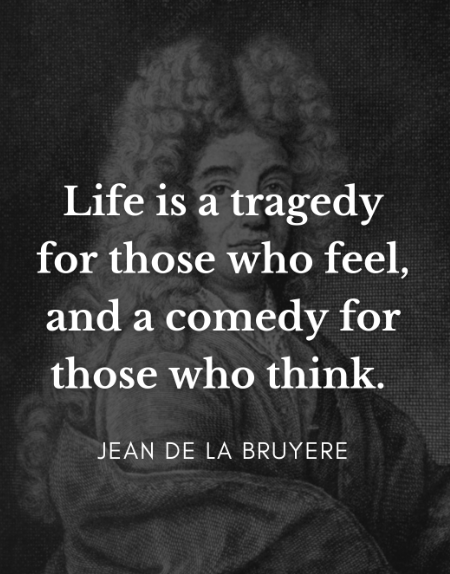 Life is a tragedy
for those who feel,
and a comedy for
those who think.
JEAN DE LA BRUYERE